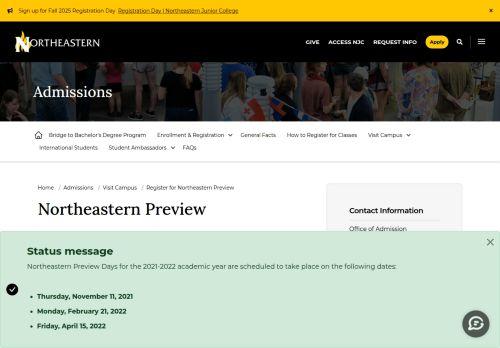 Sign up for Fall 2025 Registration Day Registration Day | Northeastern Junior College ×
NORTHEASTERN
GIVE ACCESS NJC REQUEST INFO Apply
Admissions
Bridge to Bachelor's Degree Program Enrollment & Registration General Facts How to Register for Classes Visit Campus
International Students Student Ambassadors FAQs
Home / Admissions / Visit Campus / Register for Northeastern Preview
Northeastern Preview
Contact Information
Office of Admission
Status message
Northeastern Preview Days for the 2021-2022 academic year are scheduled to take place on the following dates:
• Thursday, November 11, 2021
• Monday, February 21, 2022
• Friday, April 15, 2022